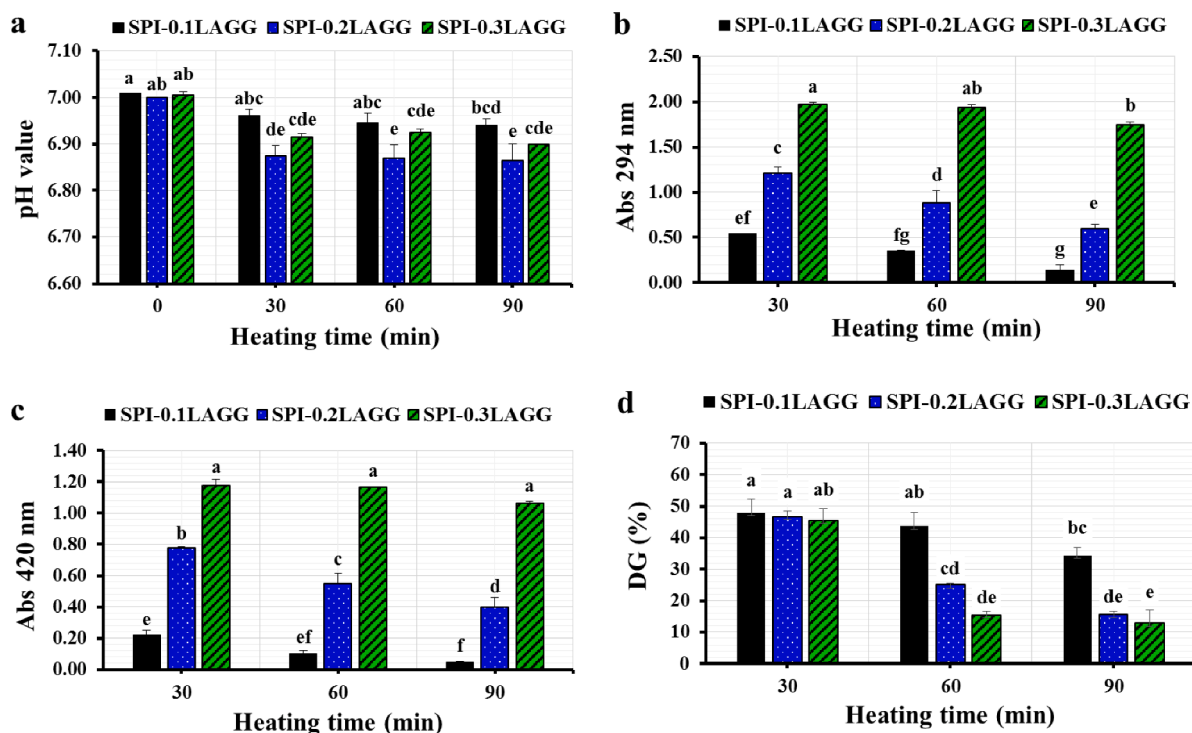 a
SPI-0.1LAGG SPI-0.2LAGG SPI-0.3LAGG
pH value
7.10
7.00
6.90
6.80
6.70
6.60
a ab ab
abc de cde
abc e cde
bcd e cde
0 30 60 90
Heating time (min)
b
SPI-0.1LAGG SPI-0.2LAGG SPI-0.3LAGG
Abs 294 nm
2.50
2.00
1.50
1.00
0.50
0.00
ef c a
fg d ab
g e b
30 60 90
Heating time (min)
c
SPI-0.1LAGG SPI-0.2LAGG SPI-0.3LAGG
Abs 420 nm
1.40
1.20
1.00
0.80
0.60
0.40
0.20
0.00
e b a
ef c a
f d a
30 60 90
Heating time (min)
d
SPI-0.1LAGG SPI-0.2LAGG SPI-0.3LAGG
DG (%)
70
60
50
40
30
20
10
0
a a ab
ab cd de
bc de e
30 60 90
Heating time (min)